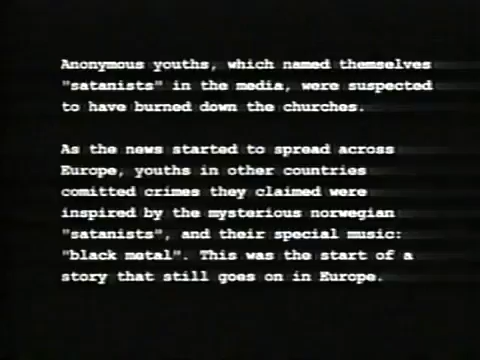 Anonymous youths, which named themselves
"satanists" in the media, were suspected
to have burned down the churches.
As the news started to spread across
Europe, youths in other countries
comitted crimes they claimed were
inspired by the mysterious norwegian
"satanists", and their special music:
"black metal". This was the start of a
story that still goes on in Europe.